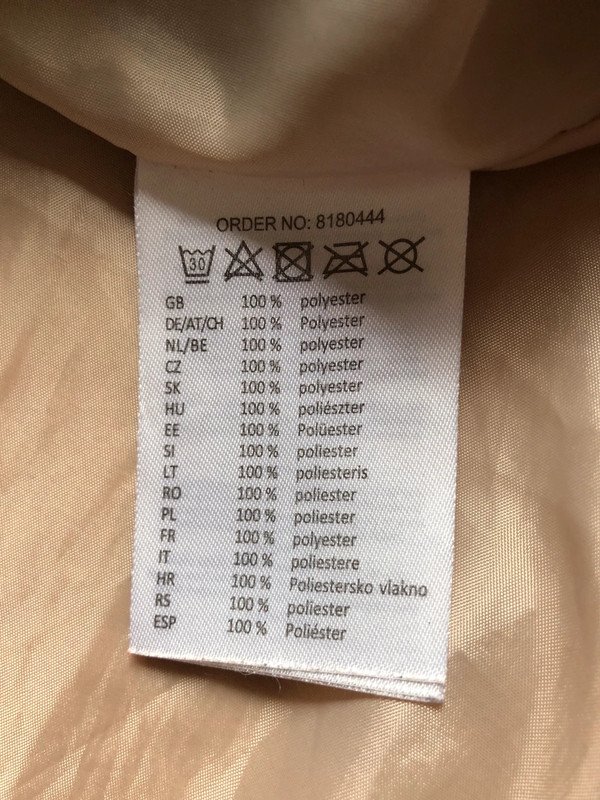 ORDER NO: 8180444
30
GB 100 % polyester
DE/AT/CH 100 % Polyester
NL/BE 100 % polyester
CZ 100 % polyester
SK 100 % polyester
HU 100 % poliészter
EE 100 % Polüester
SI 100 % poliester
LT 100 % poliesteris
RO 100 % poliester
PL 100 % poliester
FR 100 % polyester
IT 100 % poliestere
HR 100 % Poliestersko vlakno
RS 100 % poliester
ESP 100 % Poliéster